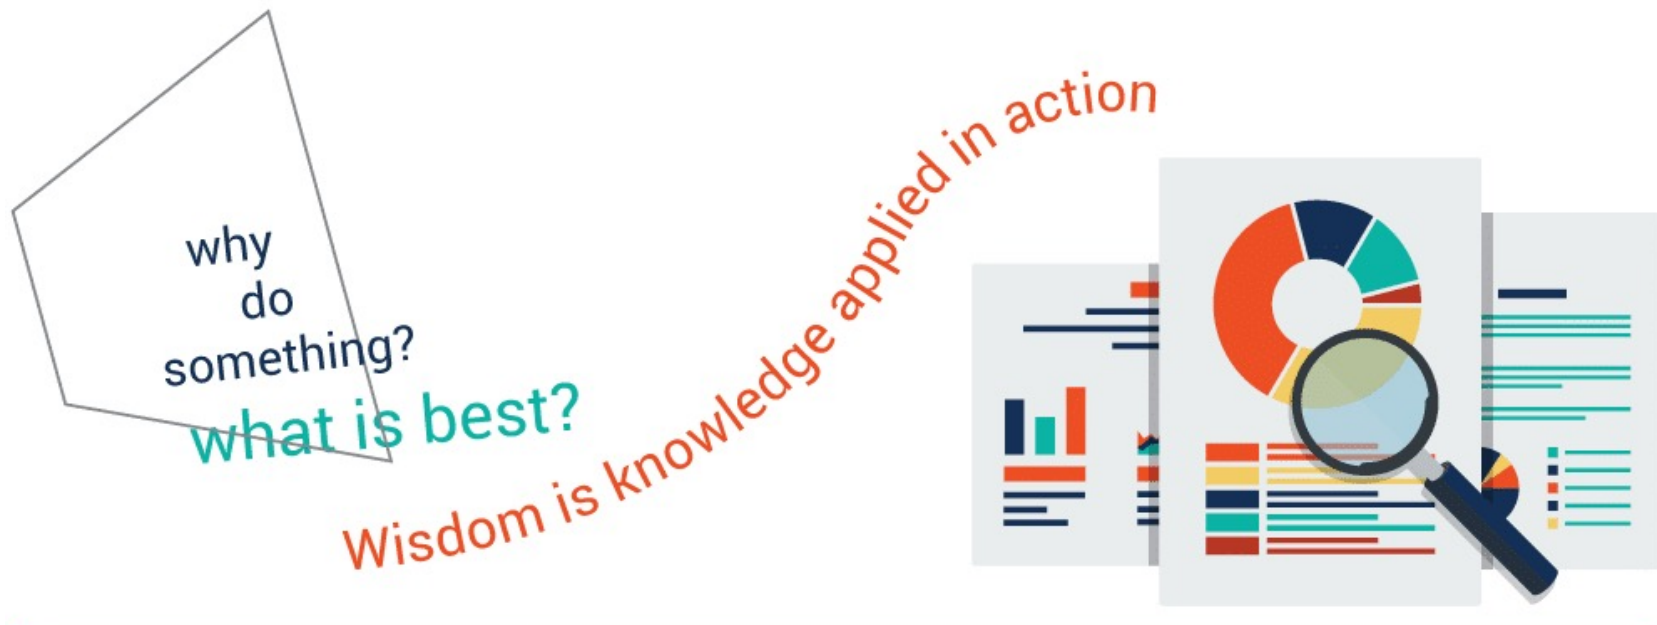 why
do
something?
what is best?
Wisdom is knowledge applied in action